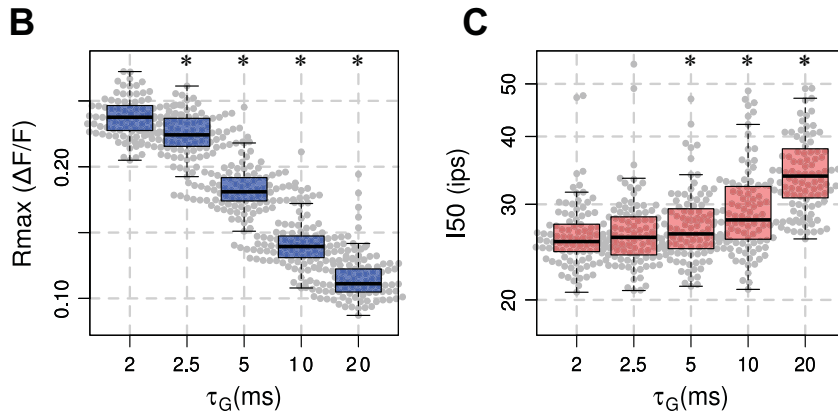 B
C
* * * *
* * *
Rmax (ΔF/F)
0.20
0.10
I50 (ips)
50
40
30
20
2 2.5 5 10 20
2 2.5 5 10 20
τG(ms)
τG(ms)